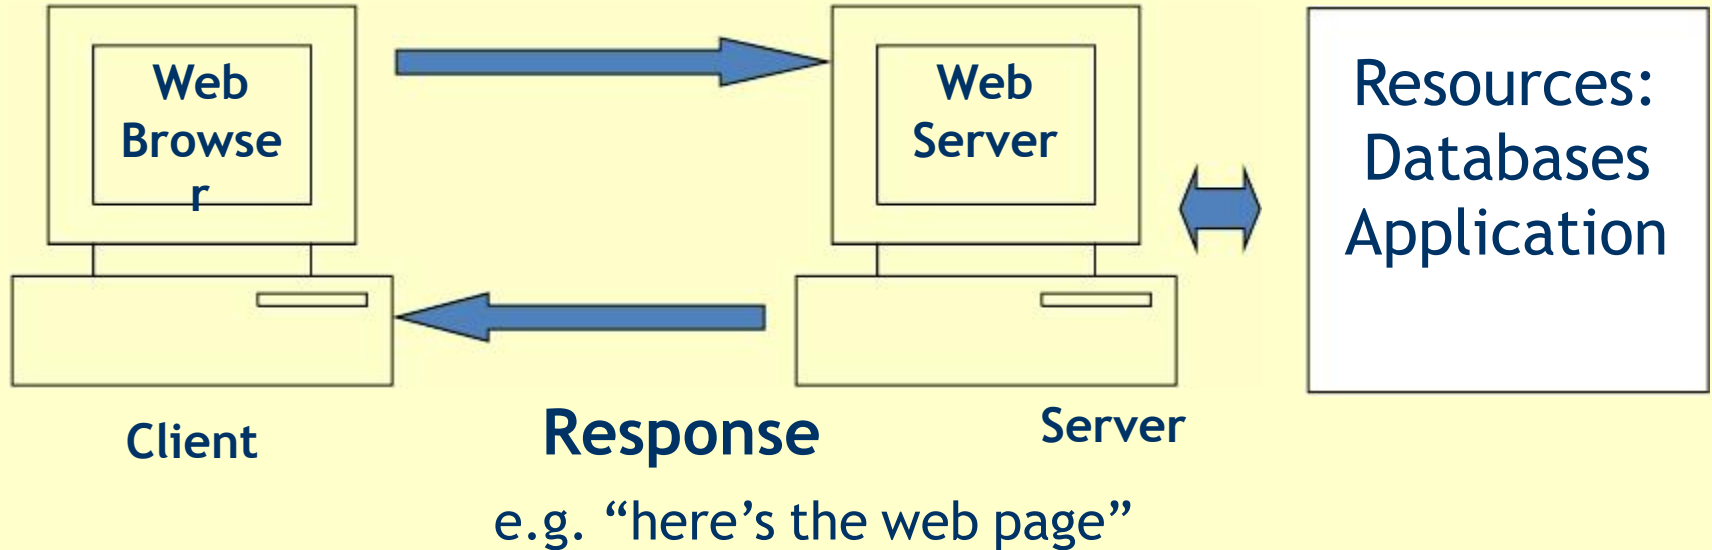 Web
Browse
r
Web
Server
Resources:
Databases
Application
Client
Response
Server
e.g. “here’s the web page”